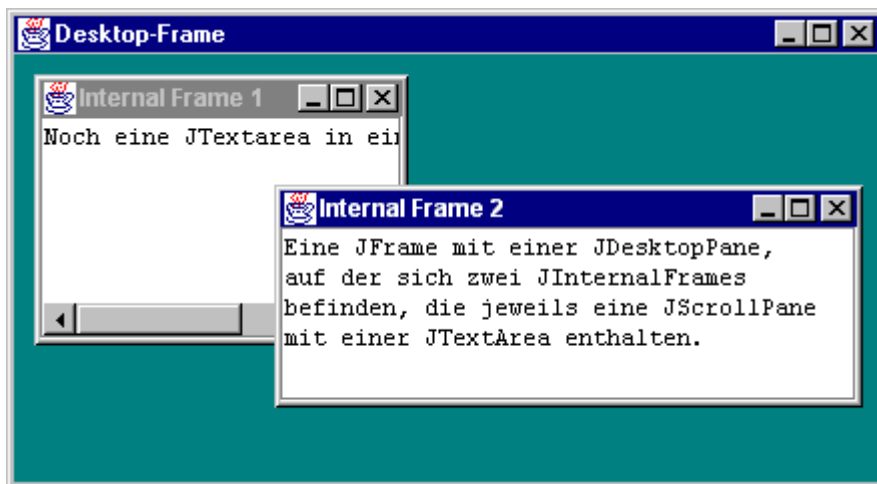 Desktop-Frame
Internal Frame 1
Noch eine JTextarea in
Internal Frame 2
Eine JFrame mit einer JDesktopPane,
auf der sich zwei JInternalFrames
befinden, die jeweils eine JScrollPane
mit einer JTextArea enthalten.